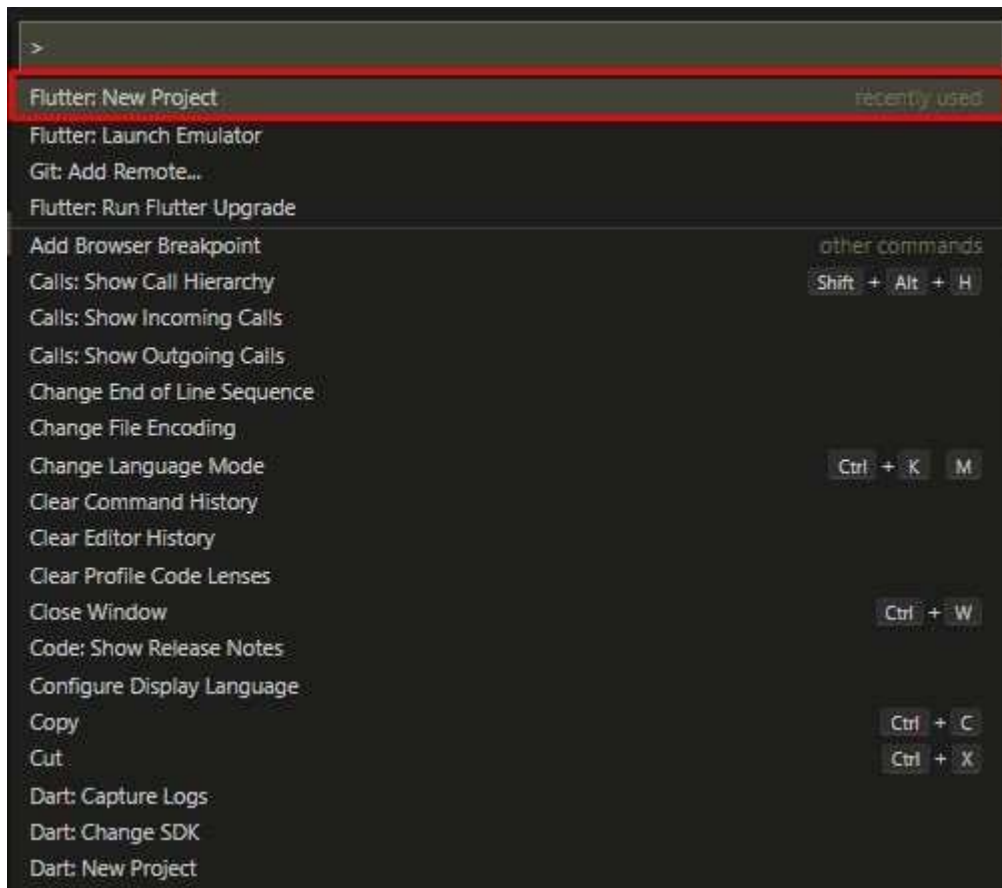 >
Flutter: New Project recently used
Flutter: Launch Emulator
Git: Add Remote...
Flutter: Run Flutter Upgrade
Add Browser Breakpoint other commands
Calls: Show Call Hierarchy Shift + Alt + H
Calls: Show Incoming Calls
Calls: Show Outgoing Calls
Change End of Line Sequence
Change File Encoding
Change Language Mode Ctrl + K M
Clear Command History
Clear Editor History
Clear Profile Code Lenses
Close Window Ctrl + W
Code: Show Release Notes
Configure Display Language
Copy Ctrl + C
Cut Ctrl + X
Dart: Capture Logs
Dart: Change SDK
Dart: New Project